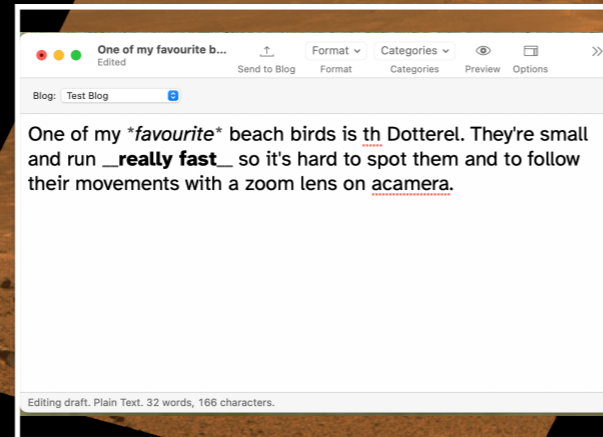 One of my favourite b...
Edited
Send to Blog
Format
Format
Categories
Categories
Preview
Options
Blog: Test Blog
One of my *favourite* beach birds is th Dotterel. They're small
and run __really fast__ so it's hard to spot them and to follow
their movements with a zoom lens on acamera.
Editing draft. Plain Text. 32 words, 166 characters.